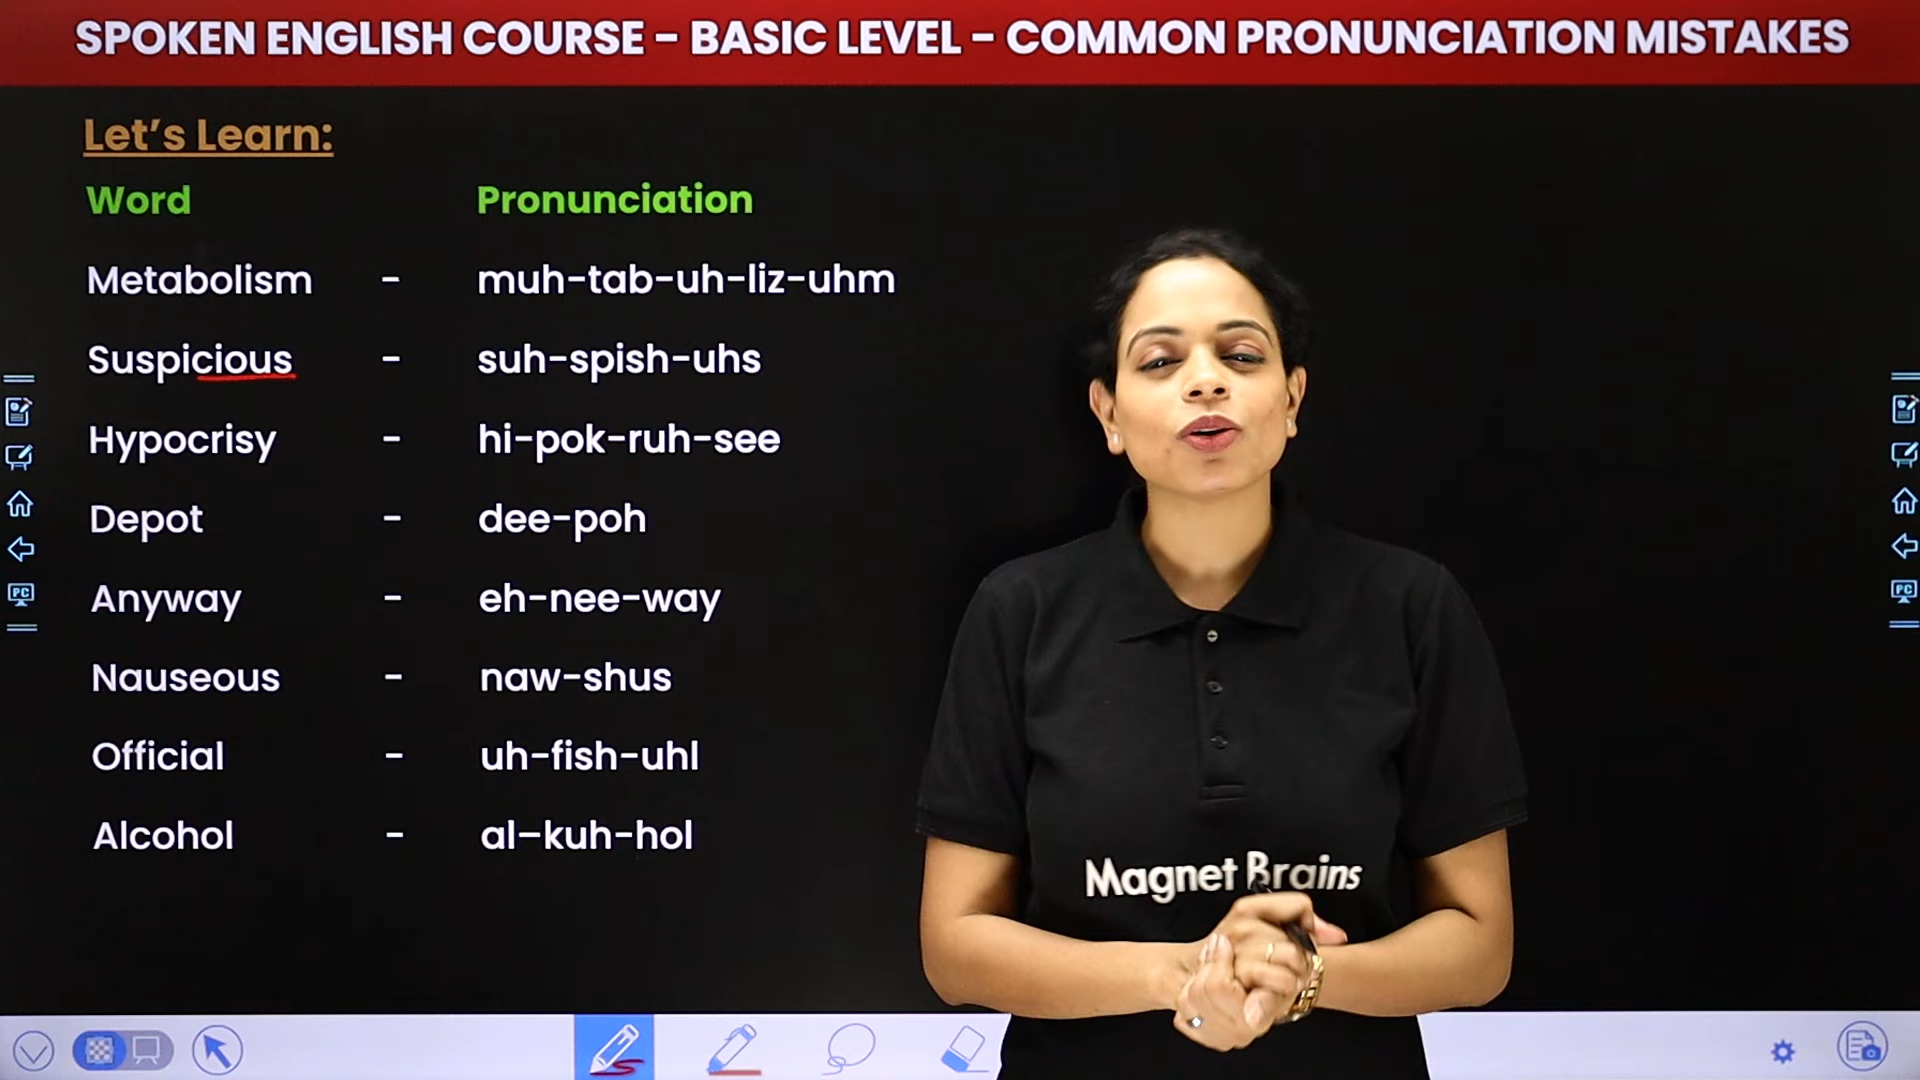 SPOKEN ENGLISH COURSE – BASIC LEVEL – COMMON PRONUNCIATION MISTAKES
Let's Learn:
Word Pronunciation
Metabolism - muh-tab-uh-liz-uhm
Suspicious - suh-spish-uhs
Hypocrisy - hi-pok-ruh-see
Depot - dee-poh
Anyway - eh-nee-way
Nauseous - naw-shus
Official - uh-fish-uhl
Alcohol - al–kuh-hol
Magnet Brains
PC
PC